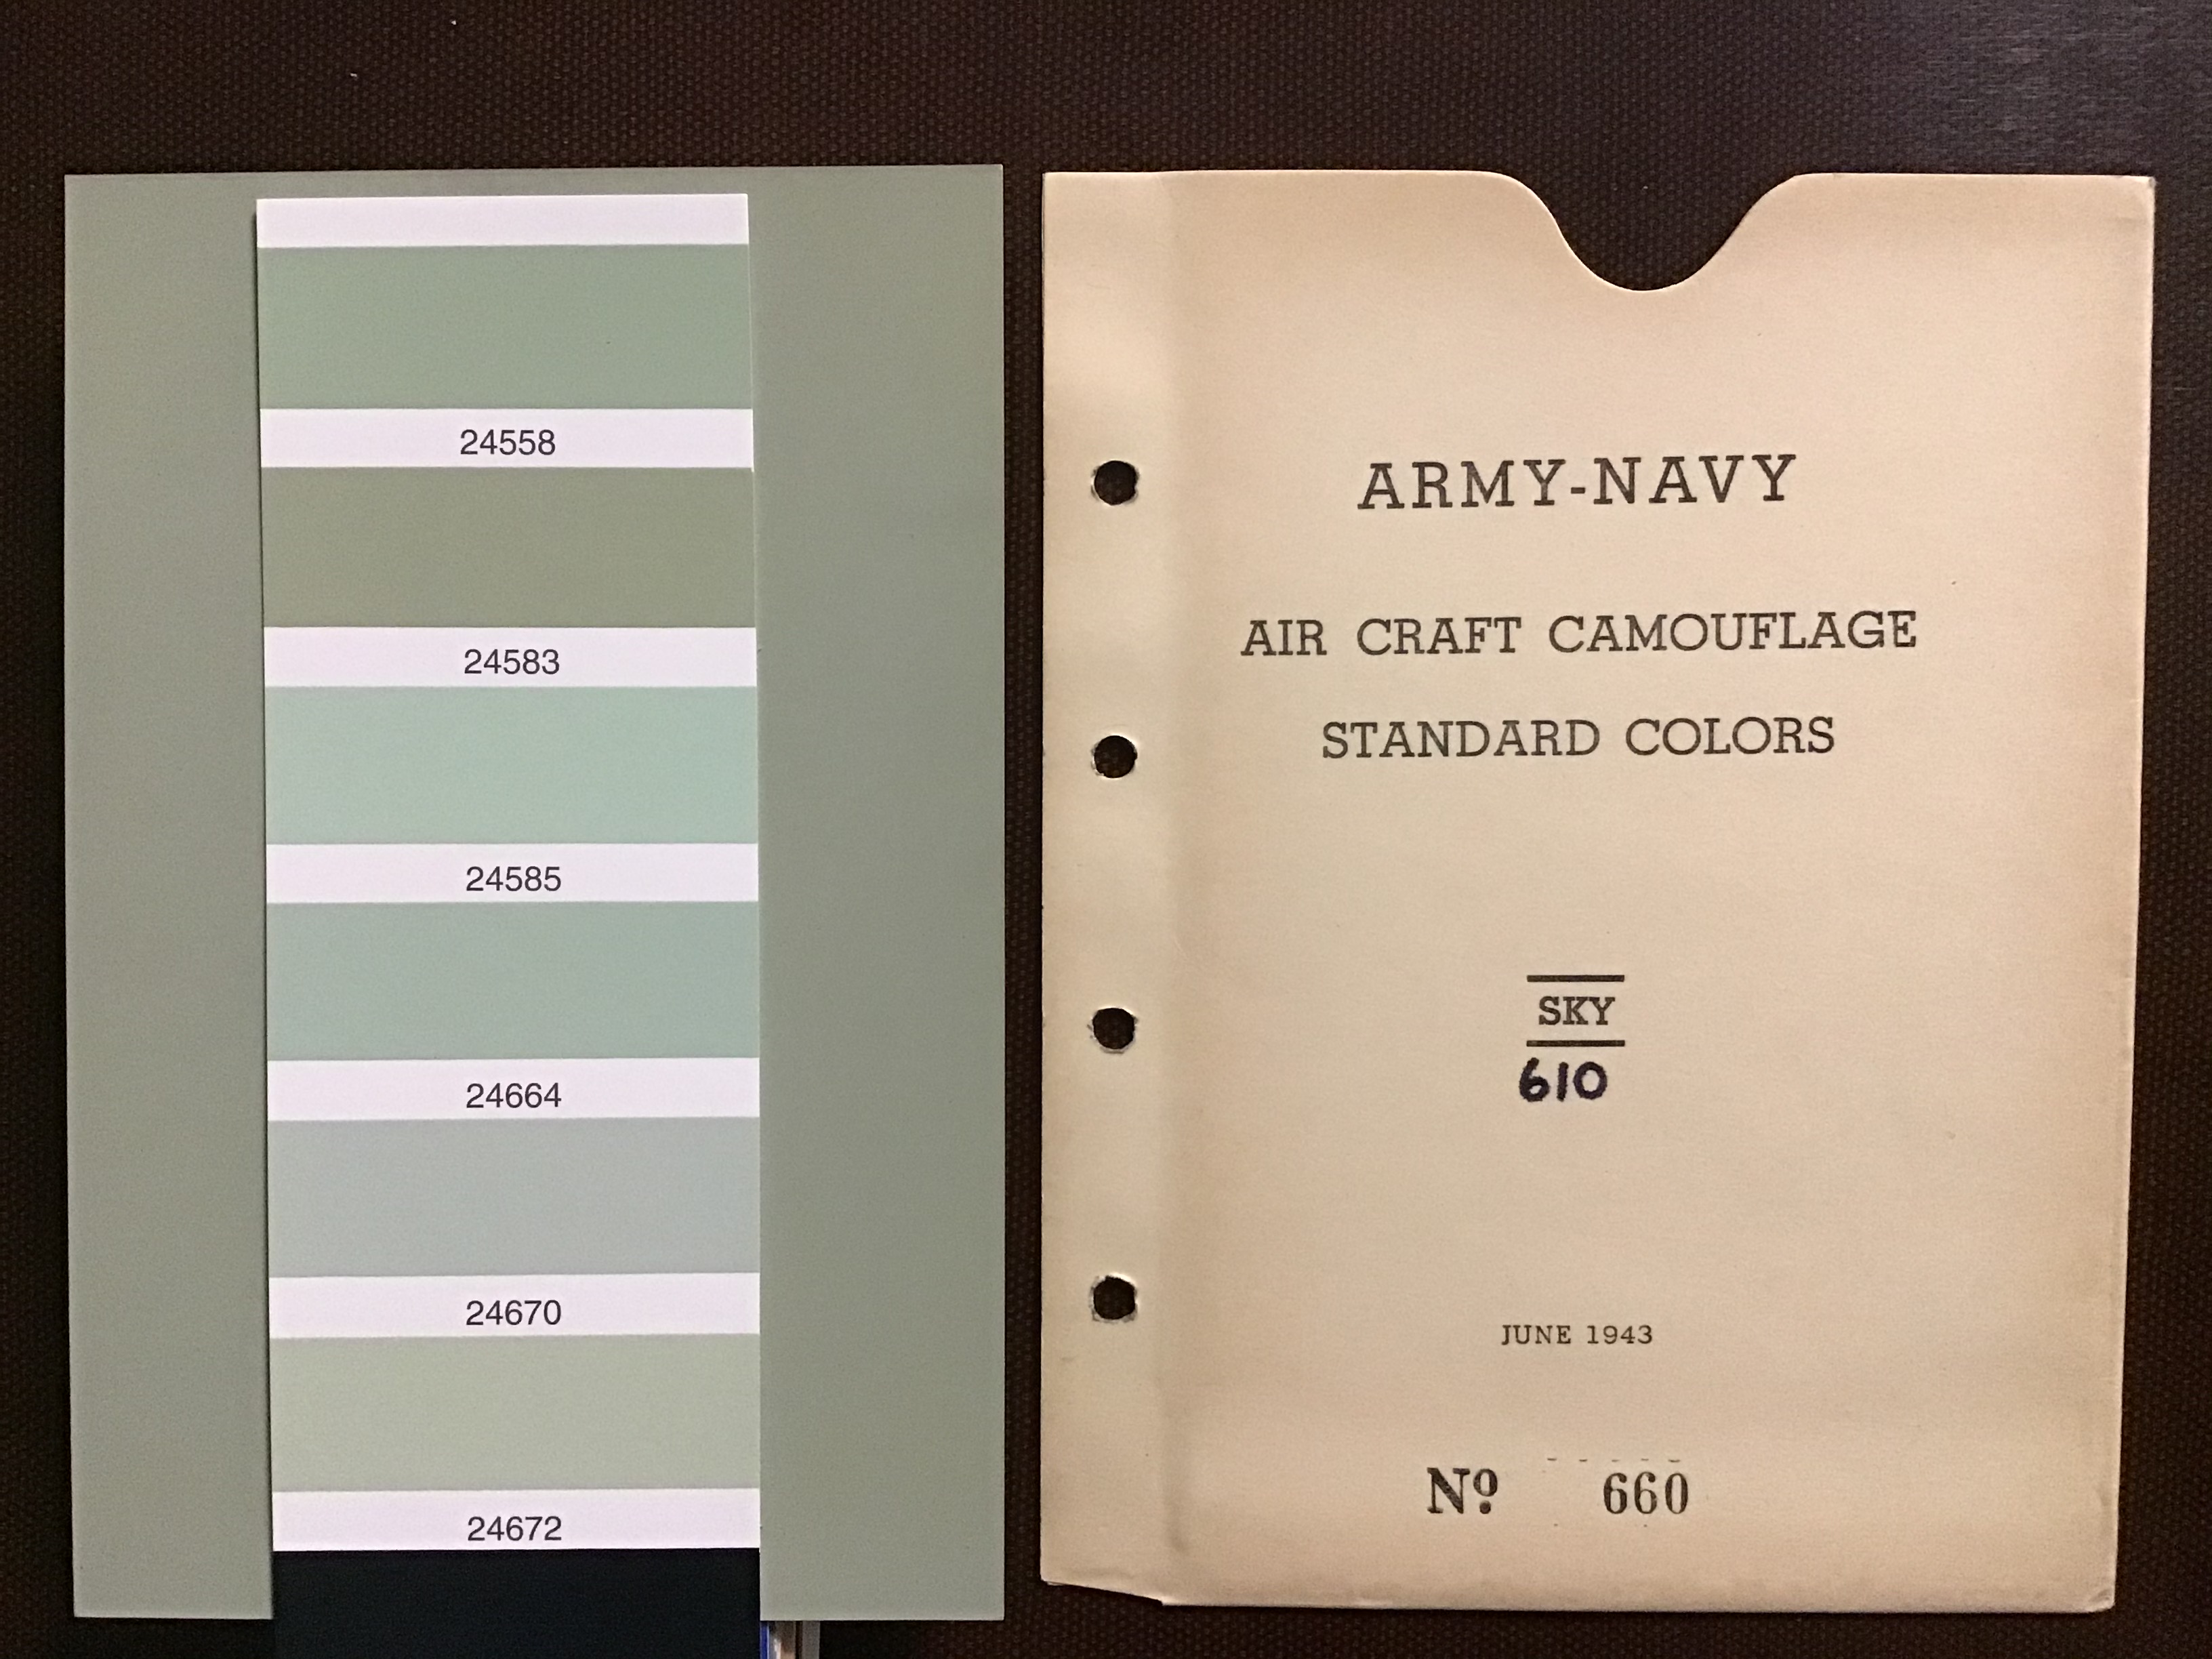 24558
24583
24585
24664
24670
24672
ARMY-NAVY
AIR CRAFT CAMOUFLAGE
STANDARD COLORS
SKY
610
JUNE 1943
Nº 660